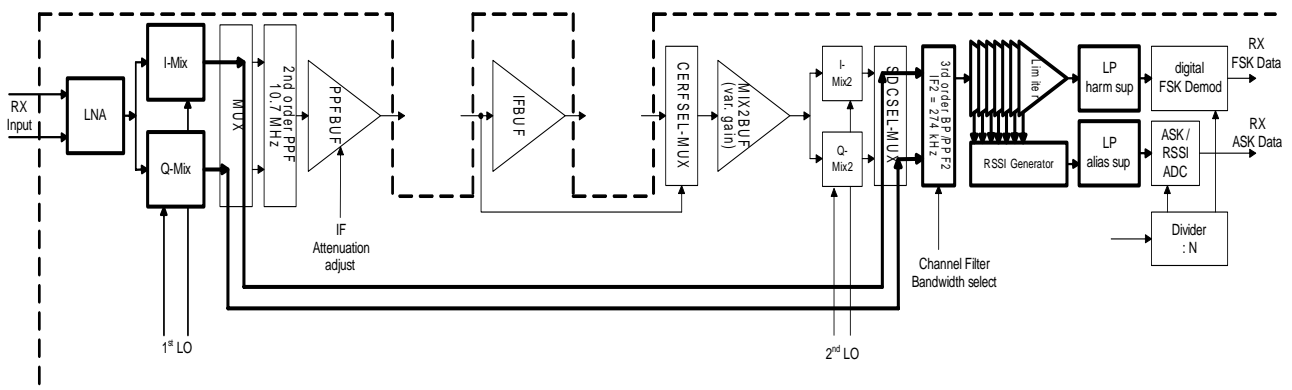 RX
Input
LNA
I-Mix
Q-Mix
MUX
2nd order PPF
10.7 MHz
PPFBUF
IF
Attenuation
adjust
1st LO
IFBUF
CERFSEL-MUX
MIX2BUF
(var. gain)
I-
Mix2
Q-
Mix2
2nd LO
SDCSEL-MUX
3rd order BP/PPF2
IF2 = 274 kHz
Channel Filter
Bandwidth select
Limiter
RSSI Generator
LP
harm sup
LP
alias sup
digital
FSK Demod
ASK /
RSSI
ADC
Divider
: N
RX
FSK Data
RX
ASK Data